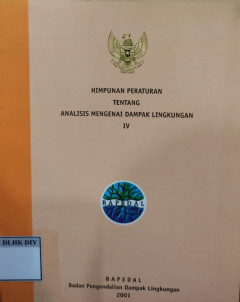 HIMPUNAN PERATURAN
TENTANG
ANALISIS MENGENAI DAMPAK LINGKUNGAN
IV
BAPEDAL
DLHK DIY
BAPEDAL
Badan Pengendalian Dampak Lingkungan
2001